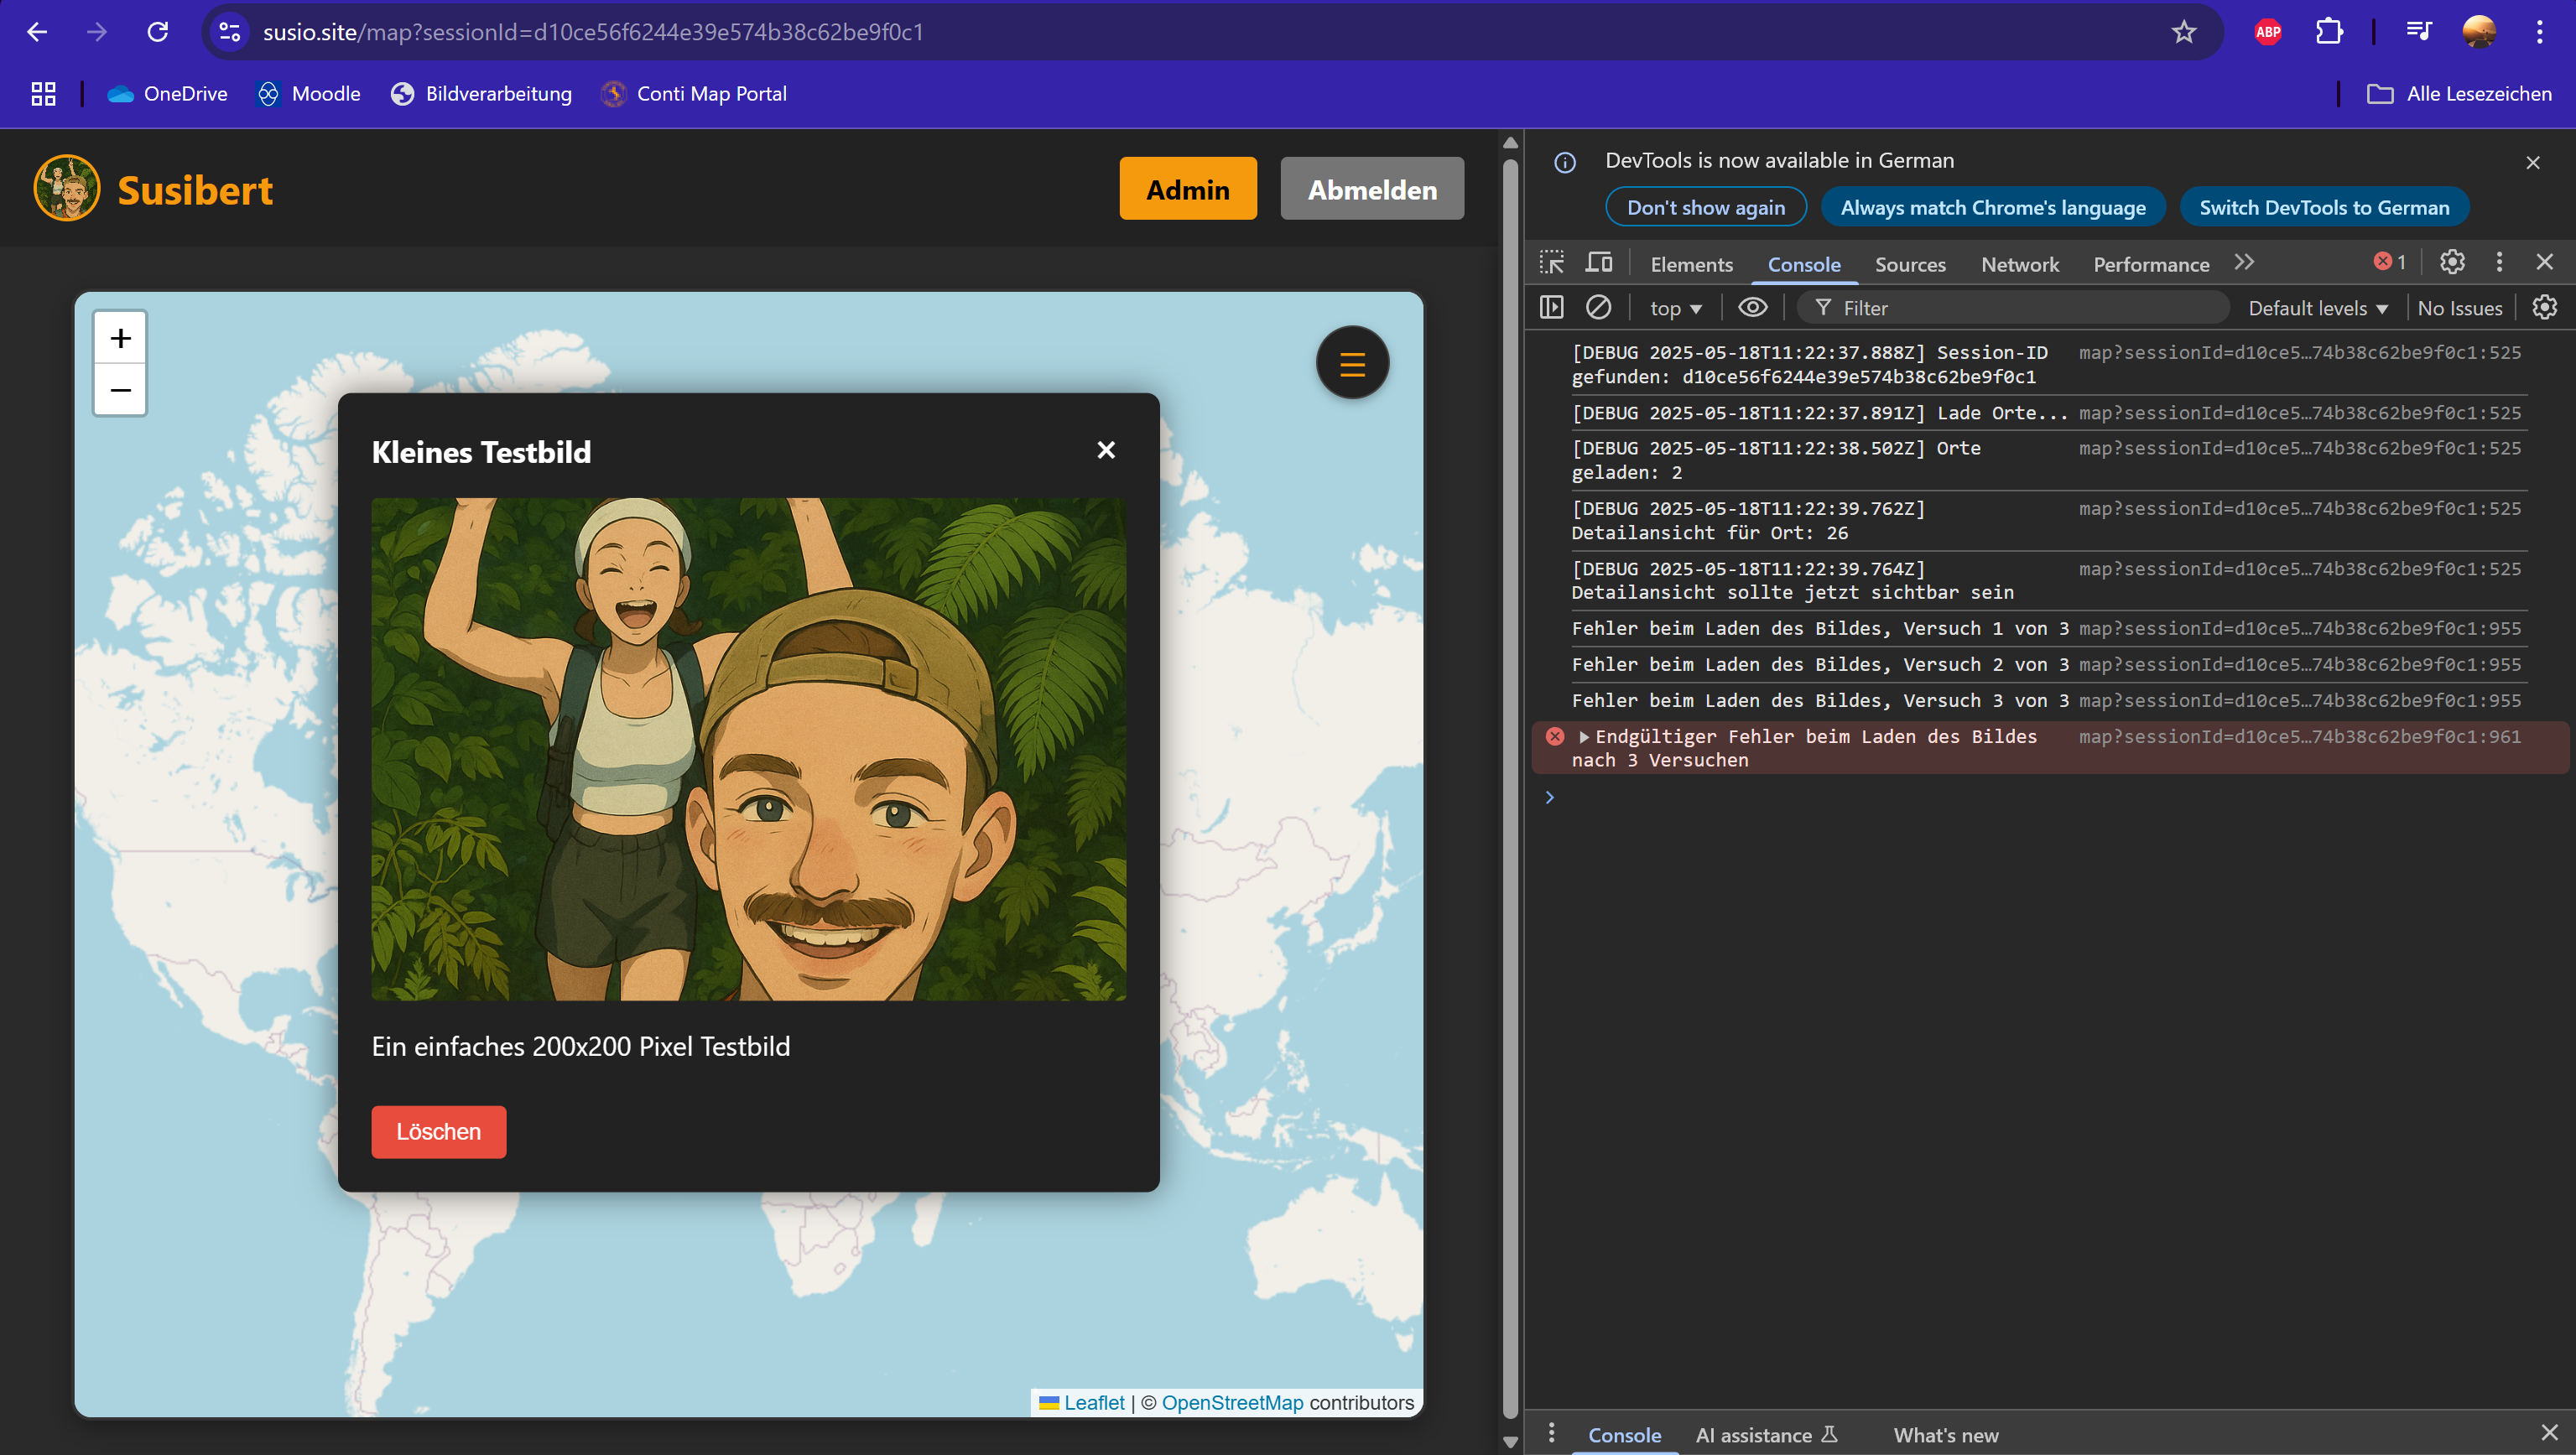 susio.site/map?sessionId=d10ce56f6244e39e574b38c62be9f0c1
ABP
OneDrive
Moodle
Bildverarbeitung
Conti Map Portal
Alle Lesezeichen
Susibert
Admin
Abmelden
+
−
☰
Kleines Testbild
×
Ein einfaches 200x200 Pixel Testbild
Löschen
Leaflet | © OpenStreetMap contributors
DevTools is now available in German
Don't show again
Always match Chrome's language
Switch DevTools to German
Elements
Console
Sources
Network
Performance
1
top
Filter
Default levels
No Issues
[DEBUG 2025-05-18T11:22:37.888Z] Session-ID map?sessionId=d10ce5…74b38c62be9f0c1:525
gefunden: d10ce56f6244e39e574b38c62be9f0c1
[DEBUG 2025-05-18T11:22:37.891Z] Lade Orte... map?sessionId=d10ce5…74b38c62be9f0c1:525
[DEBUG 2025-05-18T11:22:38.502Z] Orte map?sessionId=d10ce5…74b38c62be9f0c1:525
geladen: 2
[DEBUG 2025-05-18T11:22:39.762Z] map?sessionId=d10ce5…74b38c62be9f0c1:525
Detailansicht für Ort: 26
[DEBUG 2025-05-18T11:22:39.764Z] map?sessionId=d10ce5…74b38c62be9f0c1:525
Detailansicht sollte jetzt sichtbar sein
Fehler beim Laden des Bildes, Versuch 1 von 3 map?sessionId=d10ce5…74b38c62be9f0c1:955
Fehler beim Laden des Bildes, Versuch 2 von 3 map?sessionId=d10ce5…74b38c62be9f0c1:955
Fehler beim Laden des Bildes, Versuch 3 von 3 map?sessionId=d10ce5…74b38c62be9f0c1:955
Endgültiger Fehler beim Laden des Bildes map?sessionId=d10ce5…74b38c62be9f0c1:961
nach 3 Versuchen
Console
AI assistance
What's new